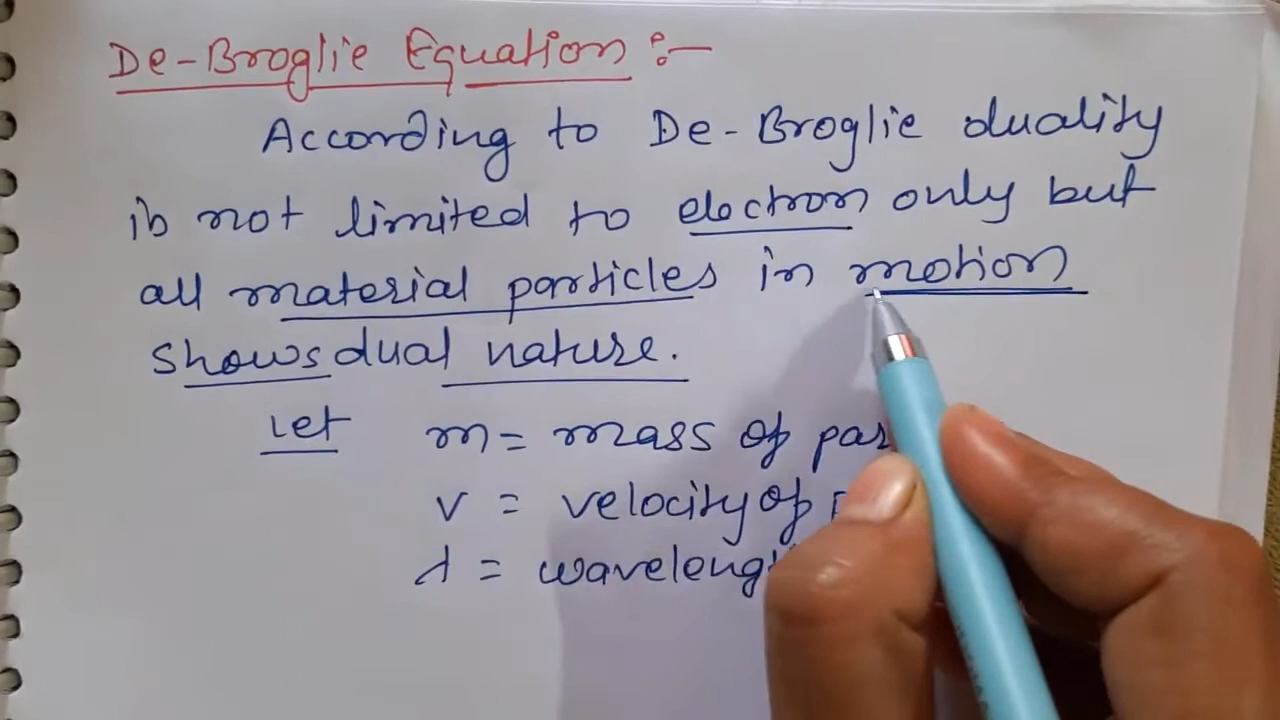 De-Broglie Equation :-
According to De-Broglie duality
is not limited to electron only but
all material particles in motion
shows dual nature.
Let m = mass of par
v = velocity of
λ = waveleng